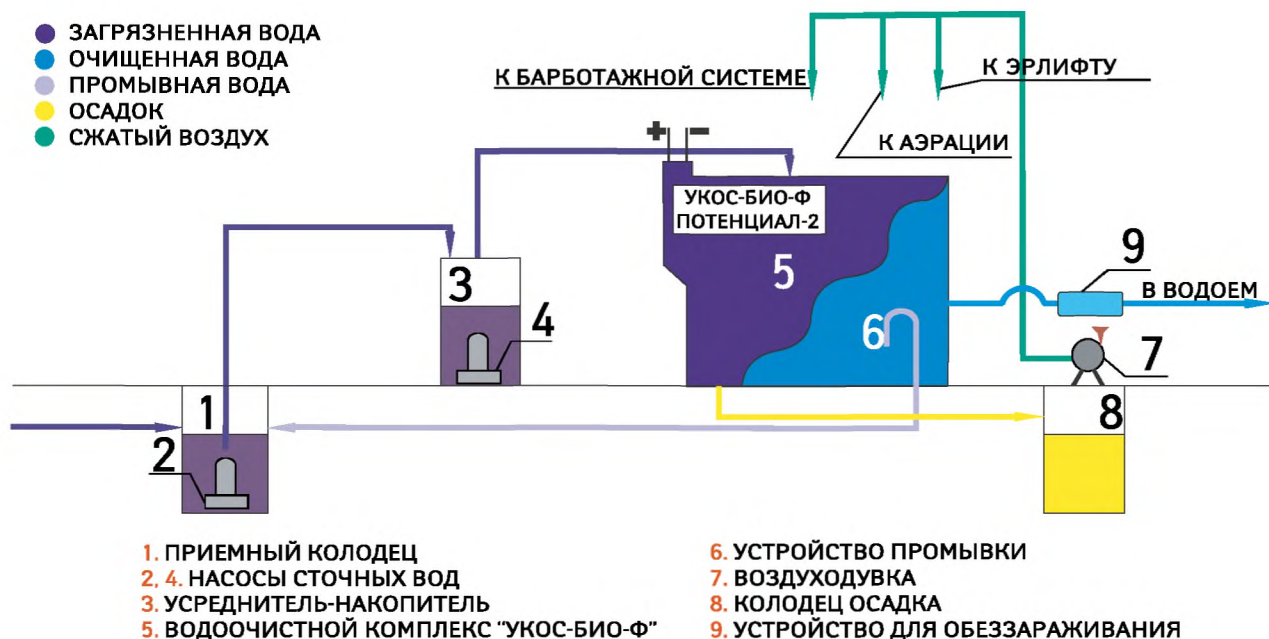 ЗАГРЯЗНЕННАЯ ВОДА
ОЧИЩЕННАЯ ВОДА
ПРОМЫВНАЯ ВОДА
ОСАДОК
СЖАТЫЙ ВОЗДУХ
К БАРБОТАЖНОЙ СИСТЕМЕ
К ЭРЛИФТУ
К АЭРАЦИИ
+ −
УКОС-БИО-Ф
ПОТЕНЦИАЛ-2
3
5
9
В ВОДОЕМ
4
6
7
1
8
2
1. ПРИЕМНЫЙ КОЛОДЕЦ
2, 4. НАСОСЫ СТОЧНЫХ ВОД
3. УСРЕДНИТЕЛЬ-НАКОПИТЕЛЬ
5. ВОДООЧИСТНОЙ КОМПЛЕКС "УКОС-БИО-Ф"
6. УСТРОЙСТВО ПРОМЫВКИ
7. ВОЗДУХОДУВКА
8. КОЛОДЕЦ ОСАДКА
9. УСТРОЙСТВО ДЛЯ ОБЕЗЗАРАЖИВАНИЯ